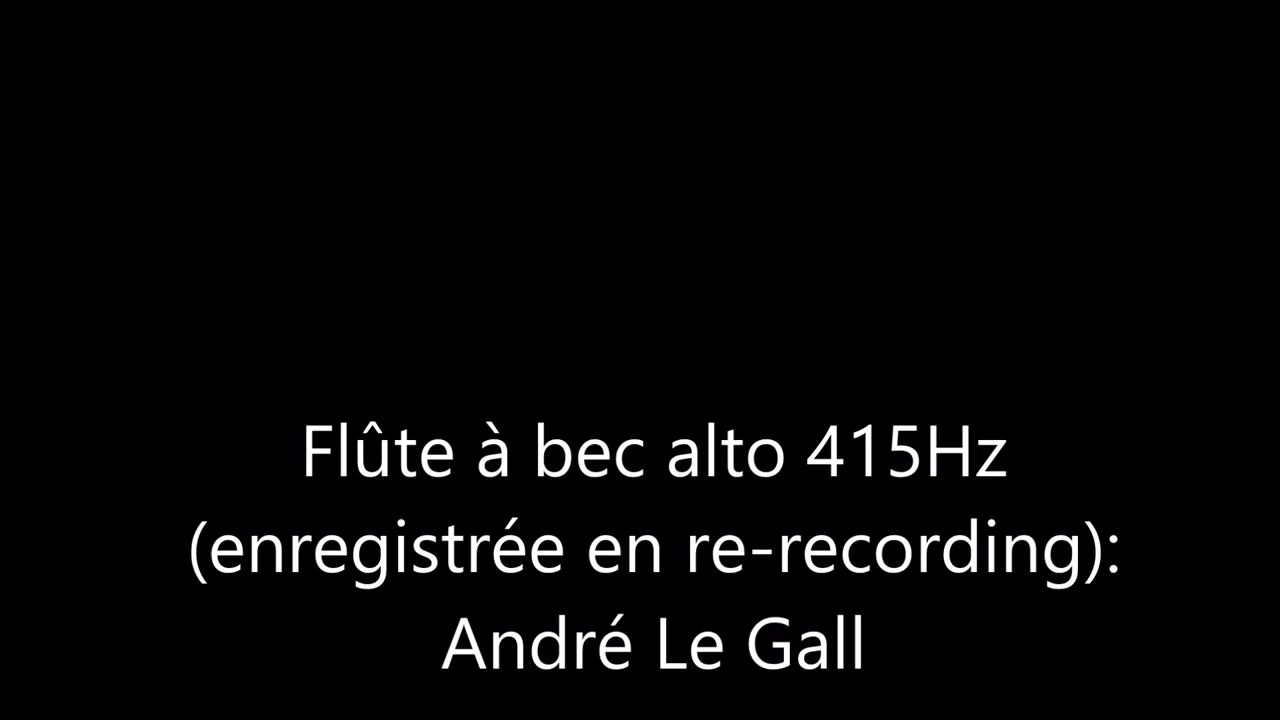 Flûte à bec alto 415Hz
(enregistrée en re-recording):
André Le Gall